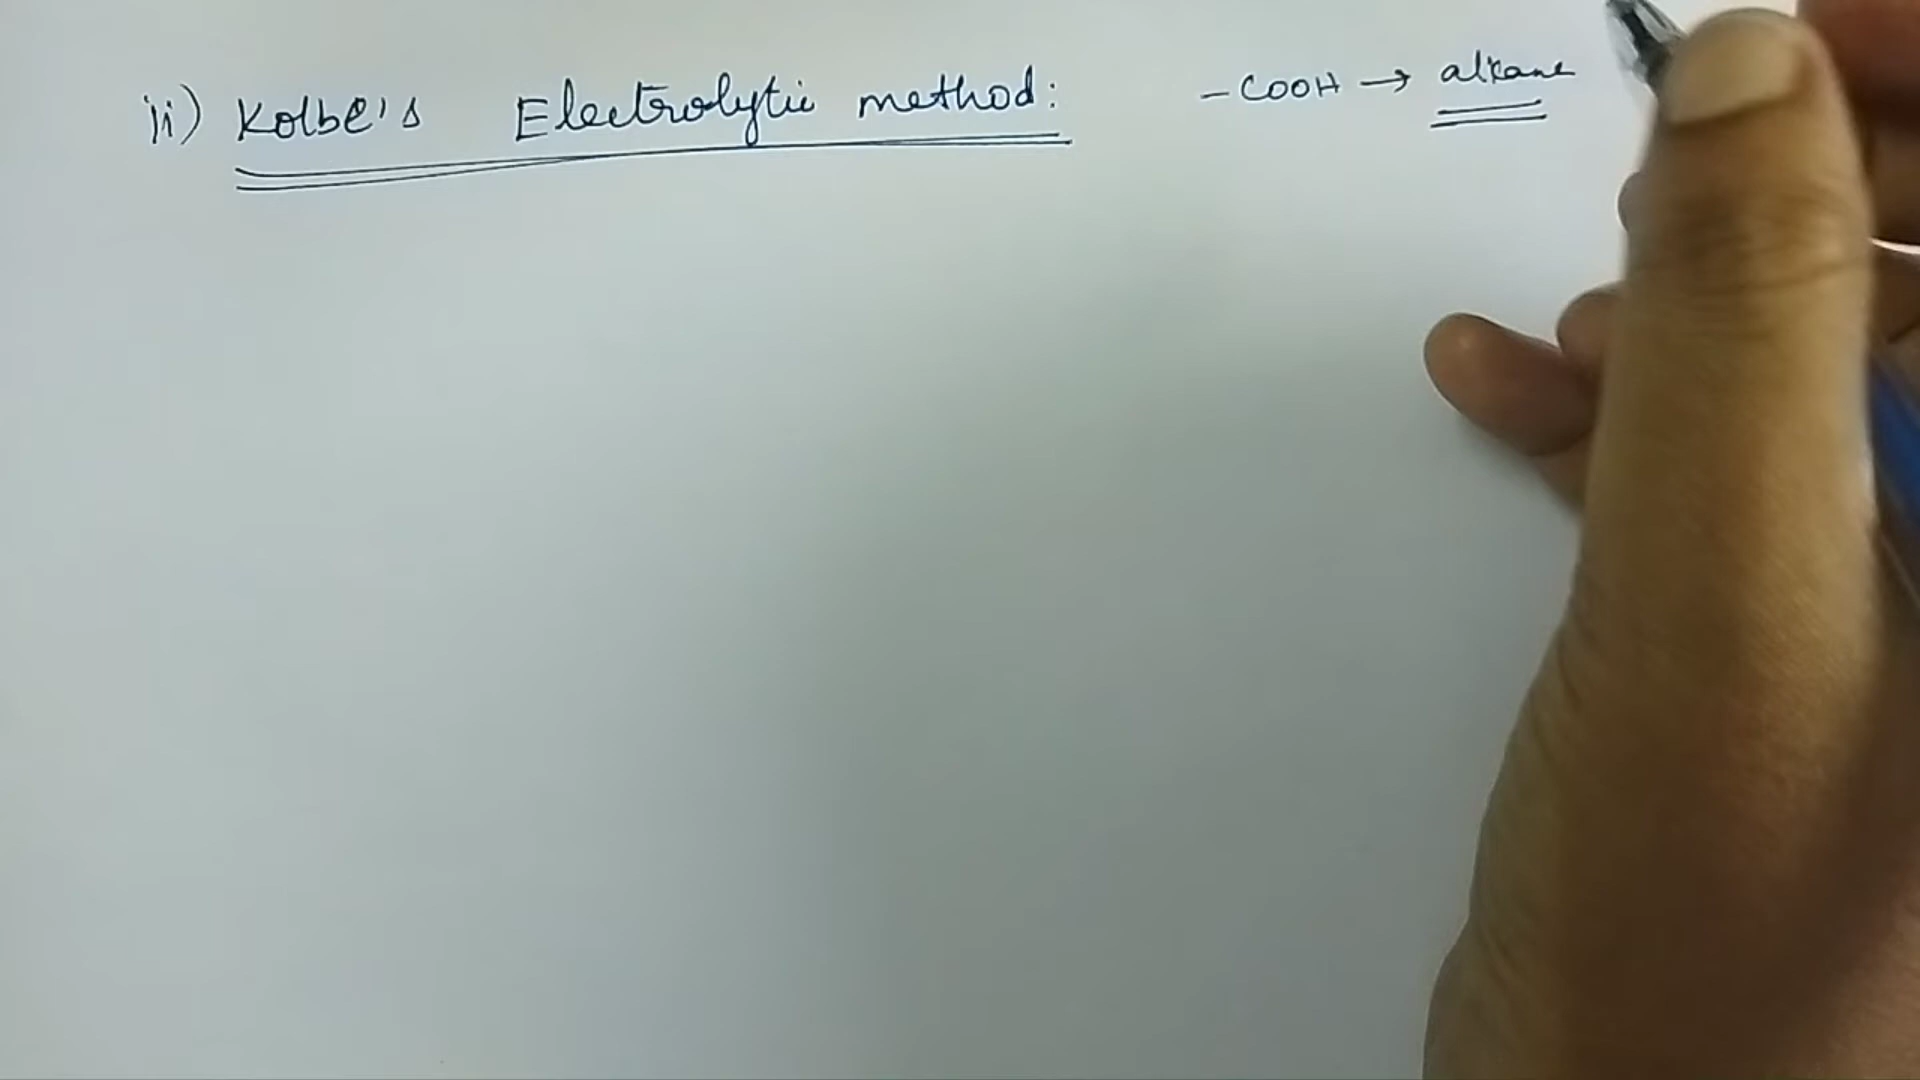 ii) Kolbe's Electrolytic method: -COOH → alkane